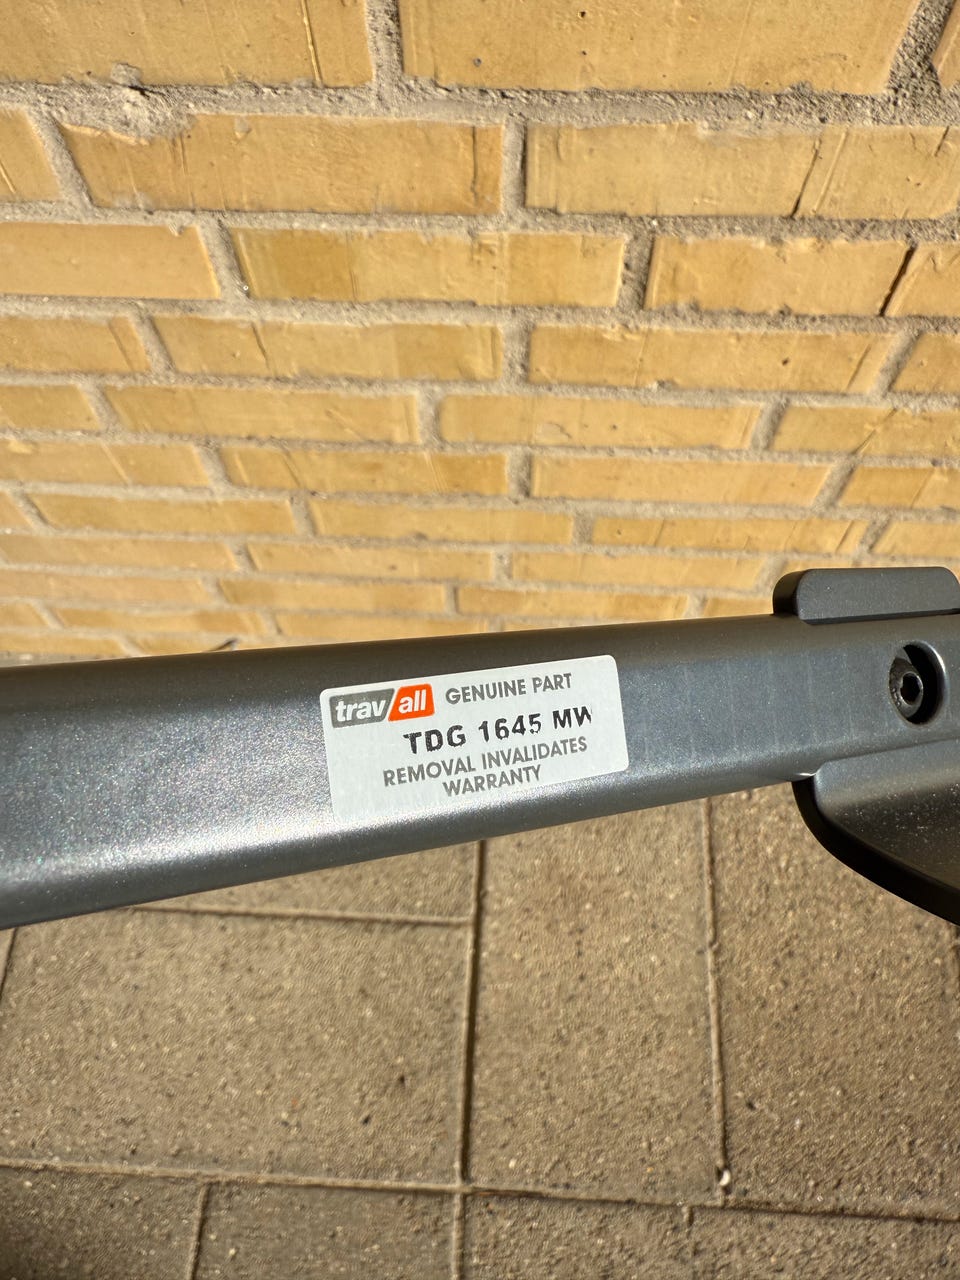 travall GENUINE PART
TDG 1645 MW
REMOVAL INVALIDATES
WARRANTY